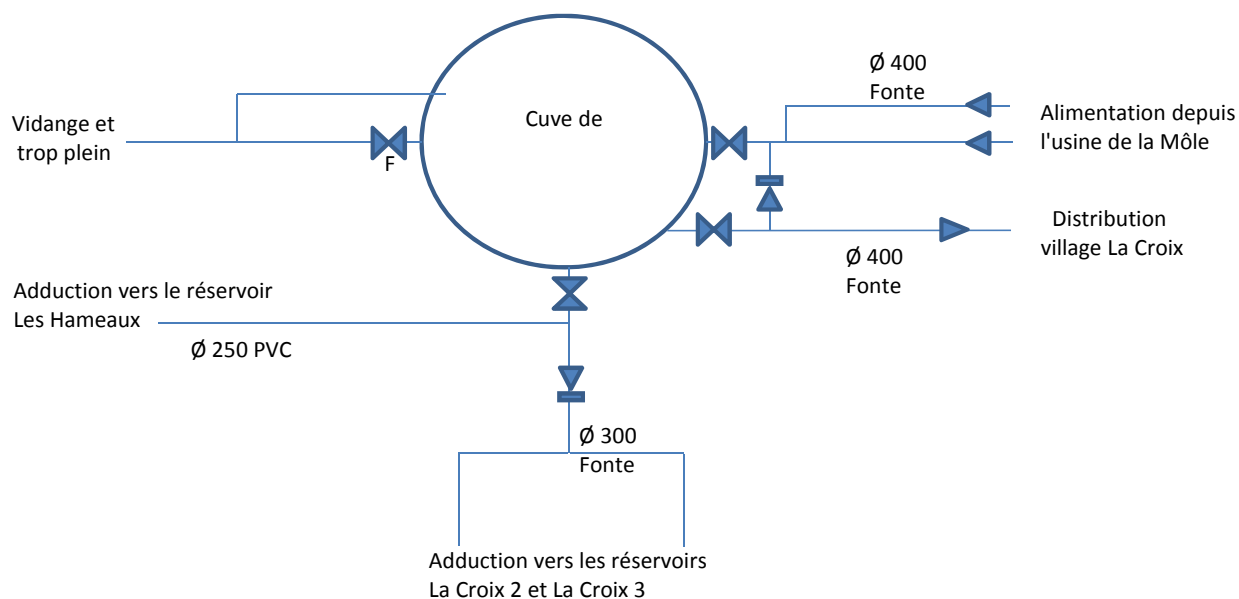 Ø 400
Fonte
Vidange et
trop plein
Cuve de
Alimentation depuis
l'usine de la Môle
F
Distribution
village La Croix
Ø 400
Fonte
Adduction vers le réservoir
Les Hameaux
Ø 250 PVC
Ø 300
Fonte
Adduction vers les réservoirs
La Croix 2 et La Croix 3